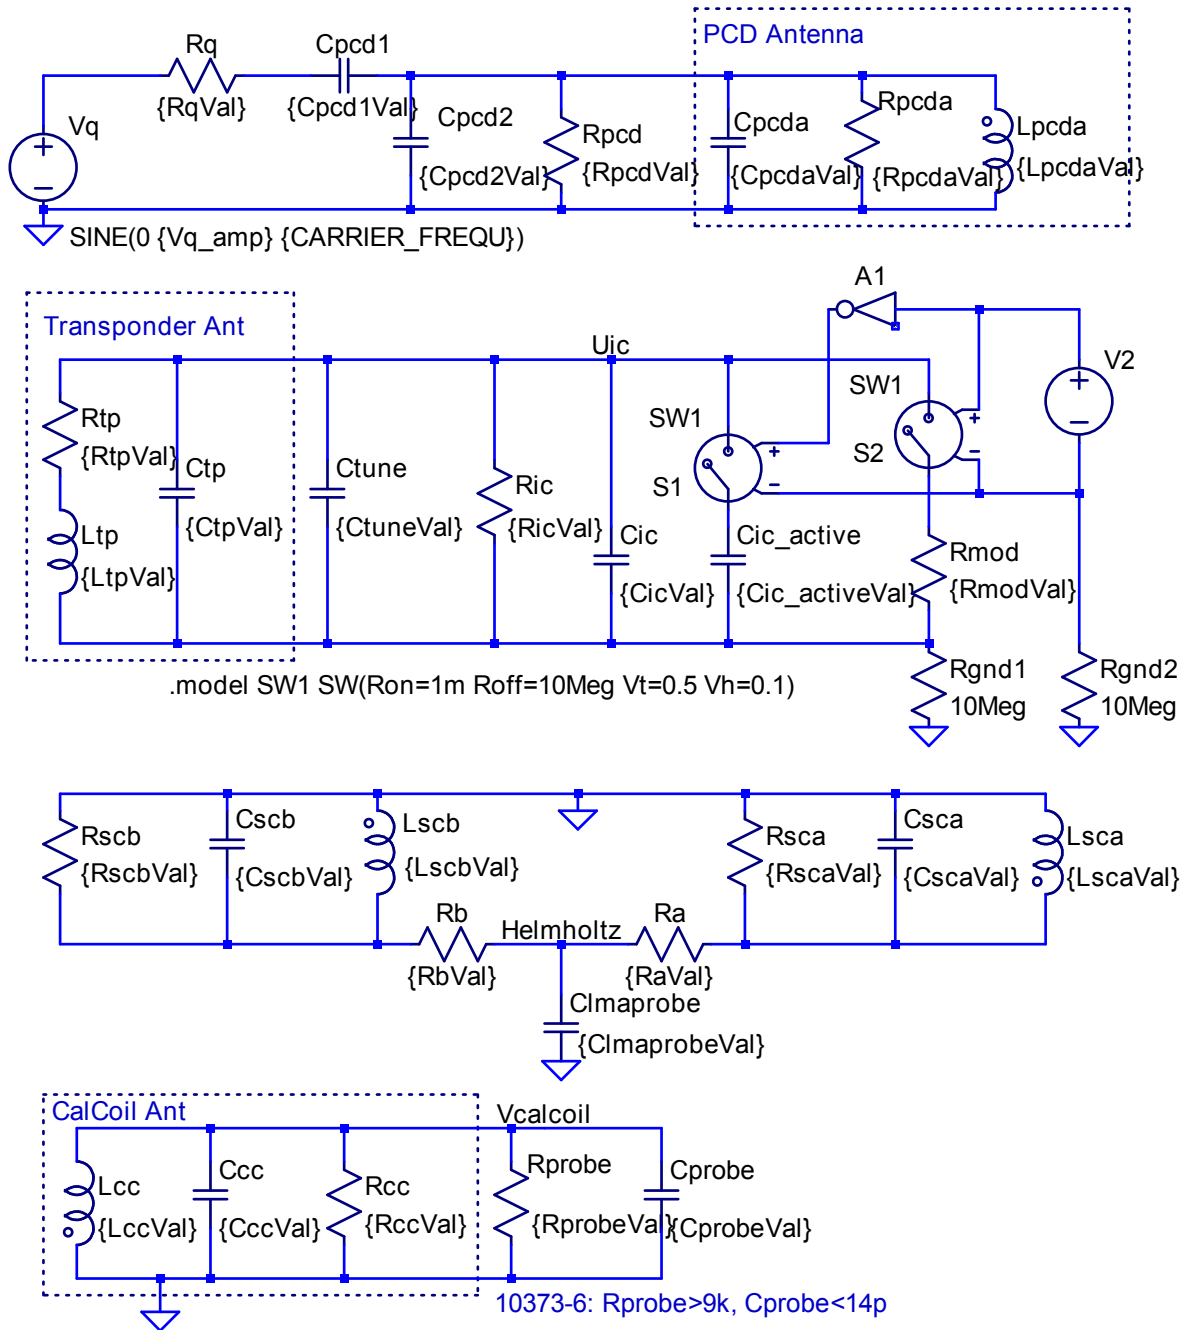 PCD Antenna
Rq
{RqVal}
Cpcd1
{Cpcd1Val}
Vq
Cpcd2
{Cpcd2Val}
Rpcd
{RpcdVal}
Cpcda
{CpcdaVal}
Rpcda
{RpcdaVal}
Lpcda
{LpcdaVal}
SINE(0 {Vq_amp} {CARRIER_FREQU})
A1
Transponder Ant
Uic
V2
Rtp
{RtpVal}
Ltp
{LtpVal}
Ctp
{CtpVal}
Ctune
{CtuneVal}
Ric
{RicVal}
Cic
{CicVal}
SW1
S1
Cic_active
{Cic_activeVal}
SW1
S2
Rmod
{RmodVal}
Rgnd1
10Meg
Rgnd2
10Meg
.model SW1 SW(Ron=1m Roff=10Meg Vt=0.5 Vh=0.1)
Rscb
{RscbVal}
Cscb
{CscbVal}
Lscb
{LscbVal}
Rsca
{RscaVal}
Csca
{CscaVal}
Lsca
{LscaVal}
Rb
{RbVal}
Helmholtz
Ra
{RaVal}
Clmaprobe
{ClmaprobeVal}
CalCoil Ant
Vcalcoil
Lcc
{LccVal}
Ccc
{CccVal}
Rcc
{RccVal}
Rprobe
{RprobeVal}
Cprobe
{CprobeVal}
10373-6: Rprobe>9k, Cprobe<14p